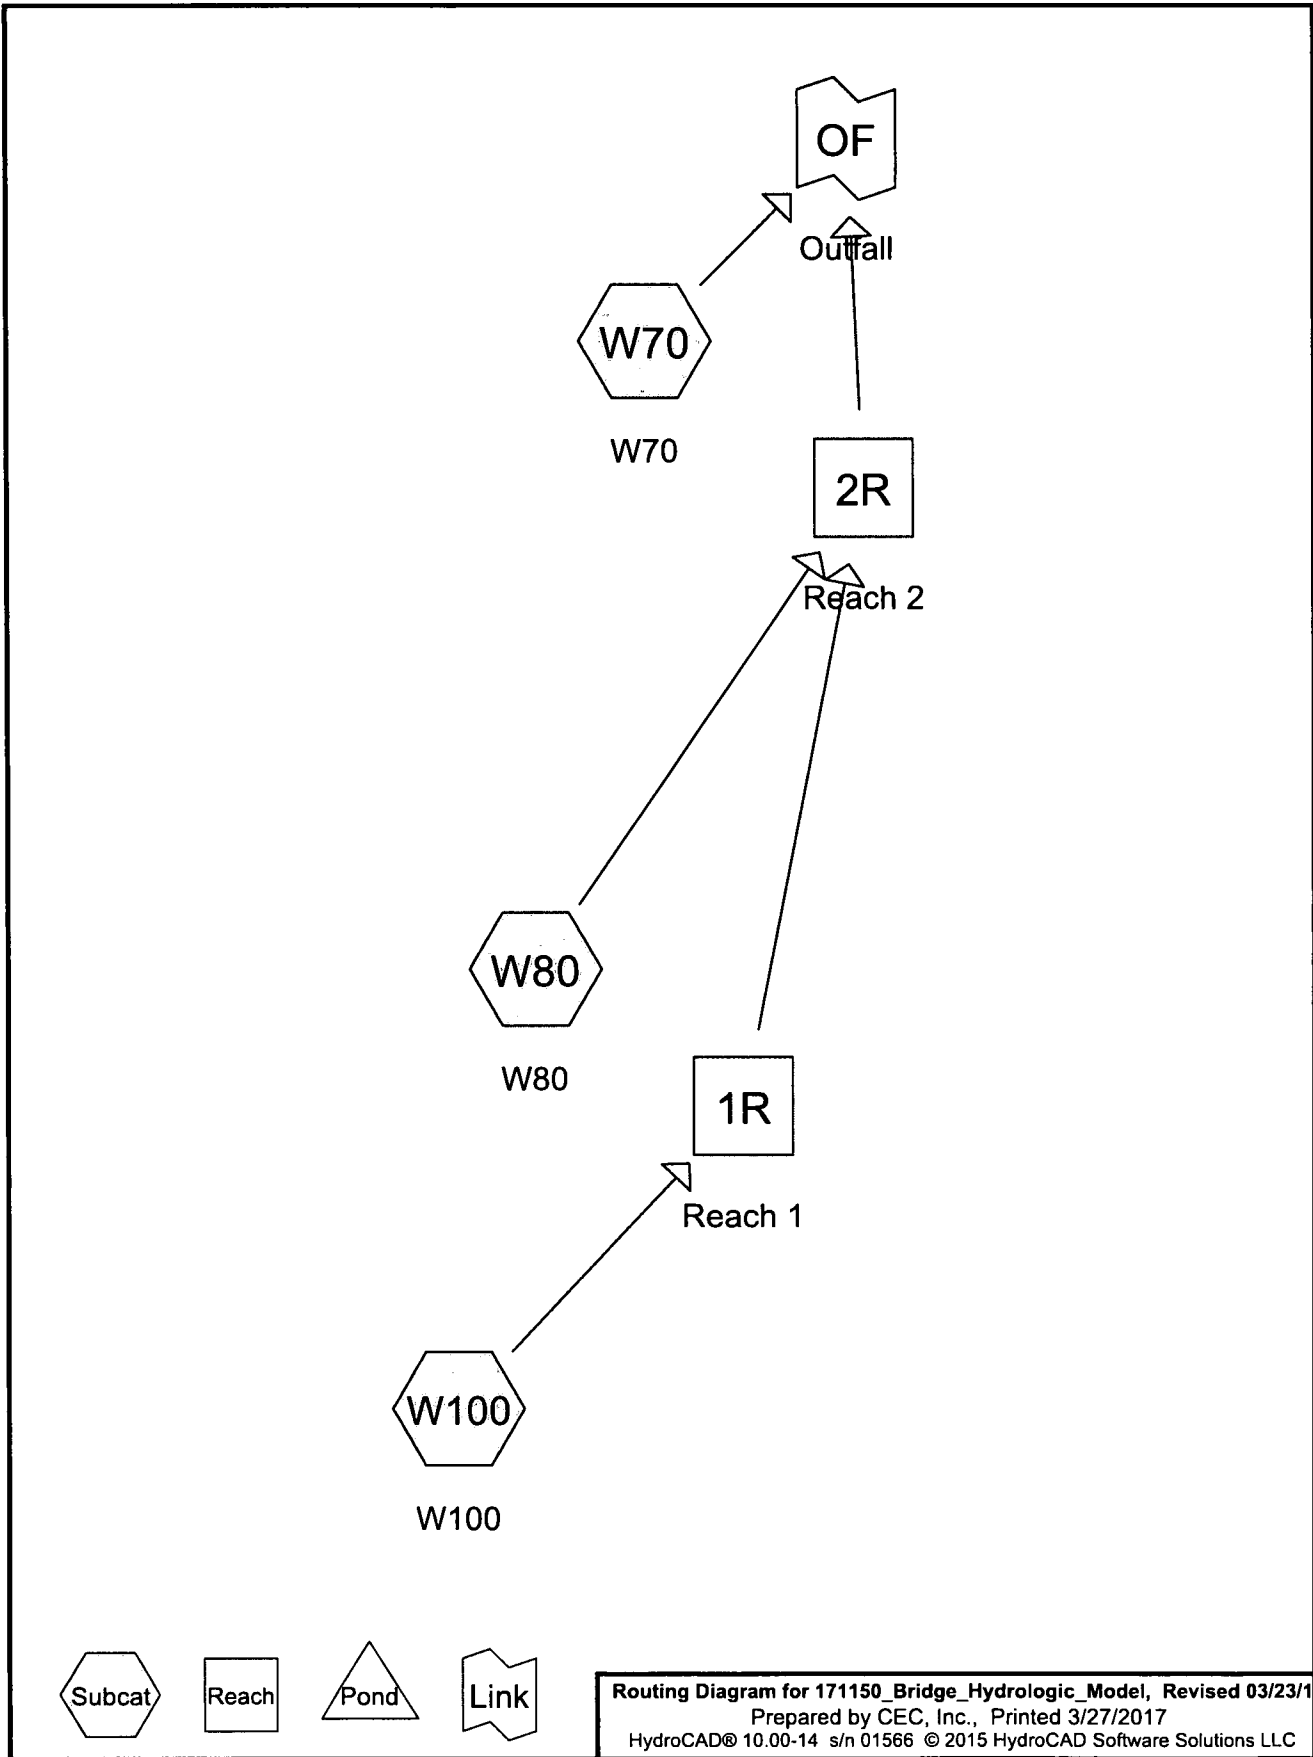 OF
Outfall
W70
W70
2R
Reach 2
W80
W80
1R
Reach 1
W100
W100
Subcat
Reach
Pond
Link
Routing Diagram for 171150_Bridge_Hydrologic_Model, Revised 03/23/1
Prepared by CEC, Inc., Printed 3/27/2017
HydroCAD® 10.00-14 s/n 01566 © 2015 HydroCAD Software Solutions LLC